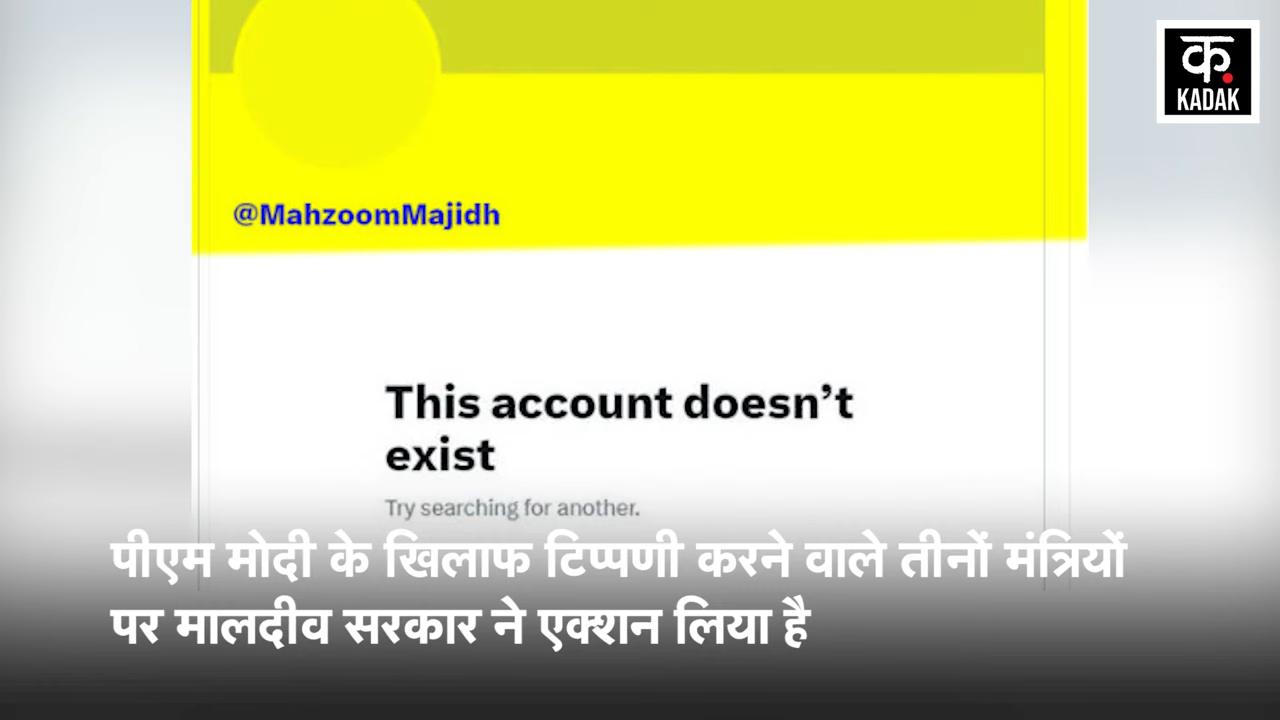 क.
KADAK
@MahzoomMajidh
This account doesn’t
exist
Try searching for another.
पीएम मोदी के खिलाफ टिप्पणी करने वाले तीनों मंत्रियों
पर मालदीव सरकार ने एक्शन लिया है